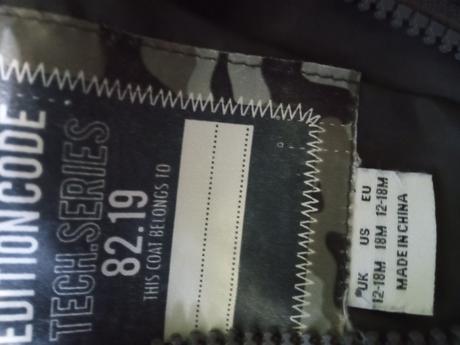 EDITION CODE
TECH.SERIES
82.19
THIS COAT BELONGS TO
UK US EU
12-18M 18M 12-18M
MADE IN CHINA